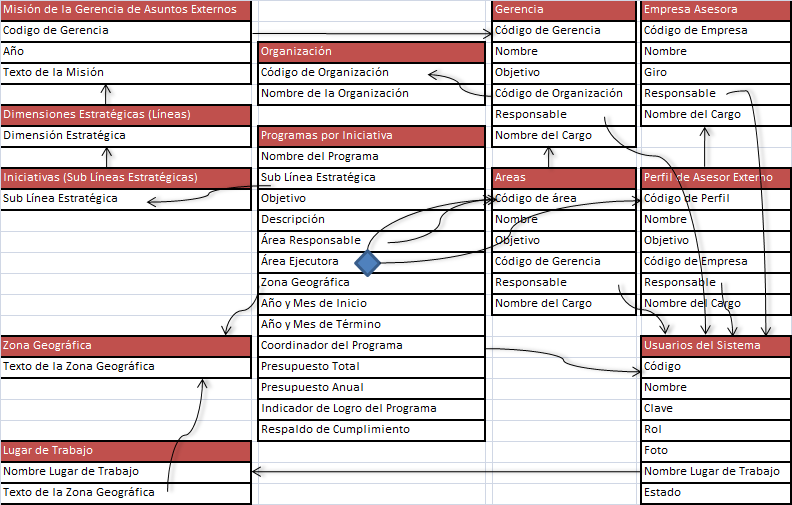 Misión de la Gerencia de Asuntos Externos
Codigo de Gerencia
Año
Texto de la Misión
Dimensiones Estratégicas (Líneas)
Dimensión Estratégica
Iniciativas (Sub Líneas Estratégicas)
Sub Línea Estratégica
Zona Geográfica
Texto de la Zona Geográfica
Lugar de Trabajo
Nombre Lugar de Trabajo
Texto de la Zona Geográfica
Organización
Código de Organización
Nombre de la Organización
Programas por Iniciativa
Nombre del Programa
Sub Línea Estratégica
Objetivo
Descripción
Área Responsable
Área Ejecutora
Zona Geográfica
Año y Mes de Inicio
Año y Mes de Término
Coordinador del Programa
Presupuesto Total
Presupuesto Anual
Indicador de Logro del Programa
Respaldo de Cumplimiento
Gerencia
Código de Gerencia
Nombre
Objetivo
Código de Organización
Responsable
Nombre del Cargo
Areas
Código de área
Nombre
Objetivo
Código de Gerencia
Responsable
Nombre del Cargo
Empresa Asesora
Código de Empresa
Nombre
Giro
Responsable
Nombre del Cargo
Perfil de Asesor Externo
Código de Perfil
Nombre
Objetivo
Código de Empresa
Responsable
Nombre del Cargo
Usuarios del Sistema
Código
Nombre
Clave
Rol
Foto
Nombre Lugar de Trabajo
Estado